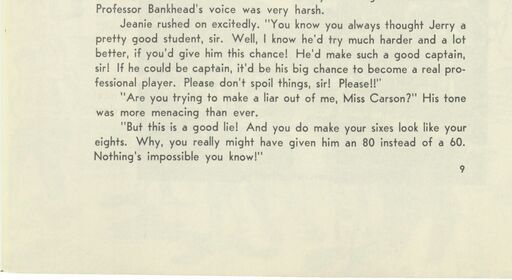 Professor Bankhead's voice was very harsh.
Jeanie rushed on excitedly. "You know you always thought Jerry a
pretty good student, sir. Well, I know he'd try much harder and a lot
better, if you'd give him this chance! He'd make such a good captain,
sir! If he could be captain, it'd be his big chance to become a real pro-
fessional player. Please don't spoil things, sir! Please!!"
"Are you trying to make a liar out of me, Miss Carson?" His tone
was more menacing than ever.
"But this is a good lie! And you do make your sixes look like your
eights. Why, you really might have given him an 80 instead of a 60.
Nothing's impossible you know!"
9